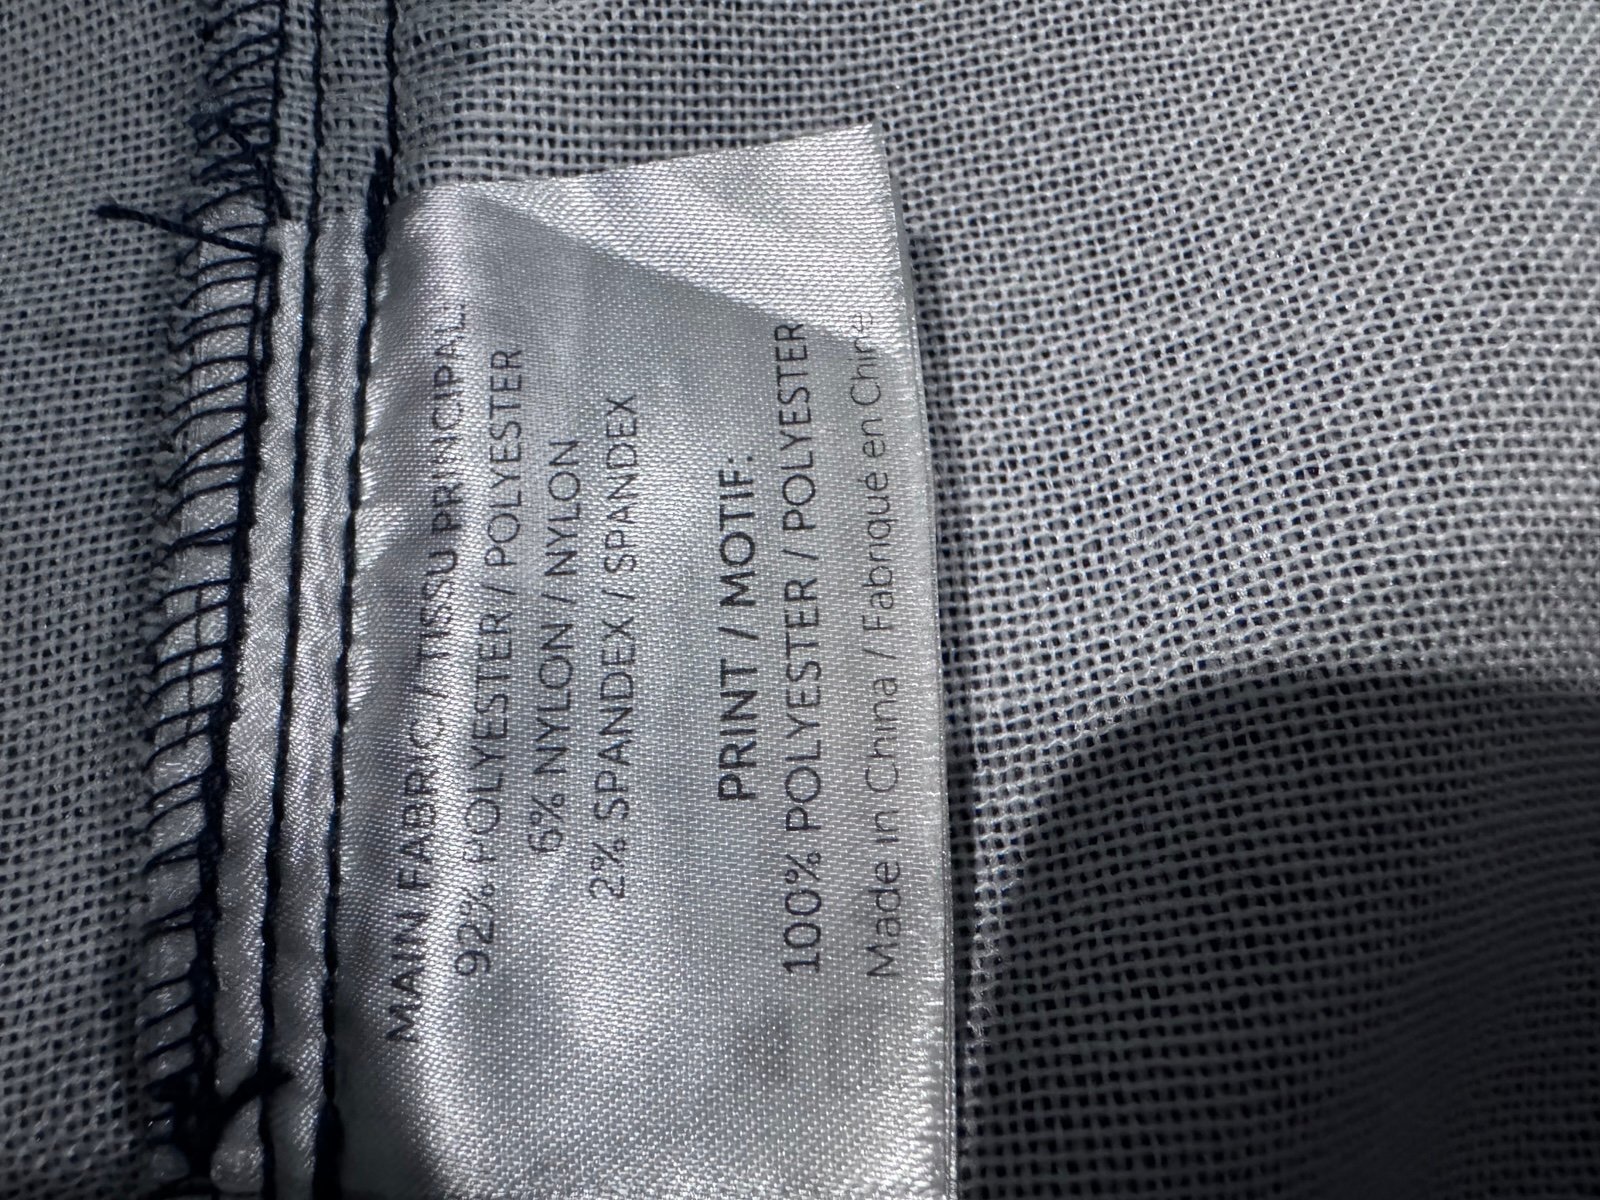 MAIN FABRIC / TISSU PRINCIPAL:
92% POLYESTER / POLYESTER
6% NYLON / NYLON
2% SPANDEX / SPANDEX
PRINT / MOTIF:
100% POLYESTER / POLYESTER
Made in China / Fabriqué en Chine